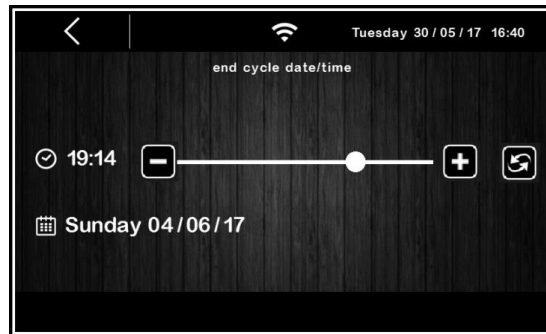 Tuesday 30 / 05 / 17 16:40
end cycle date/time
19:14
Sunday 04 / 06 / 17